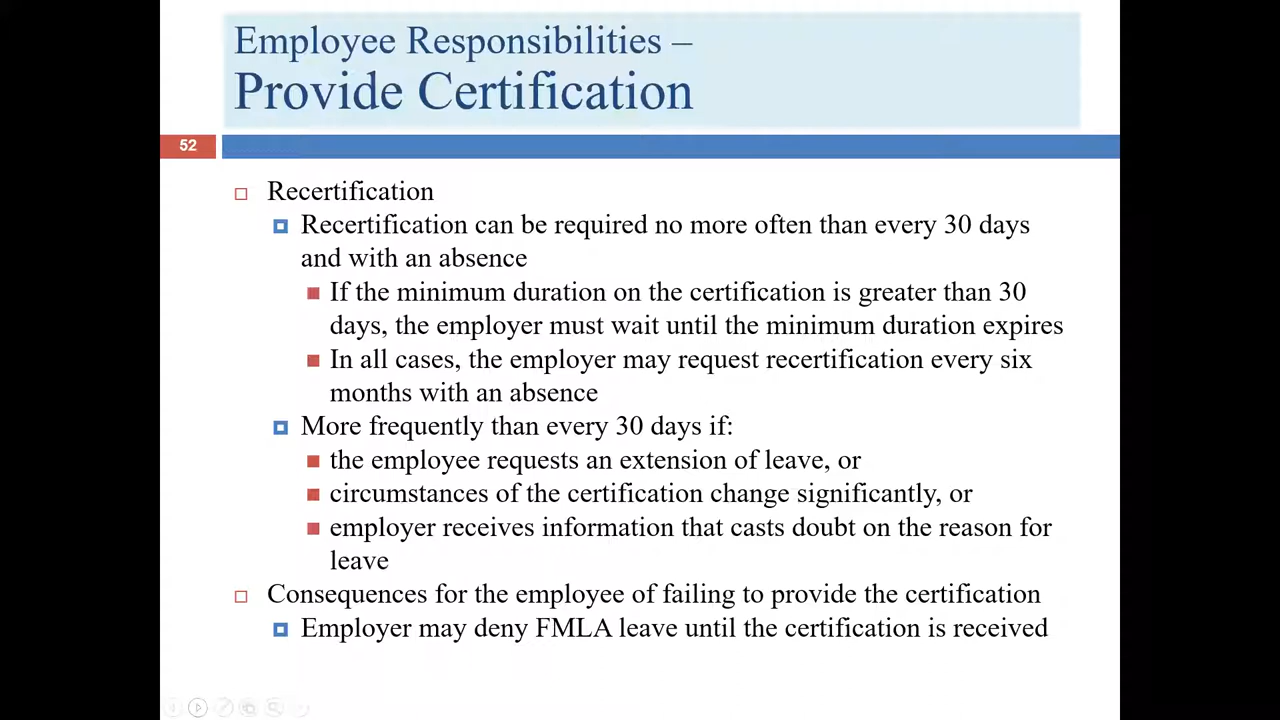 Employee Responsibilities –
Provide Certification
52
Recertification
Recertification can be required no more often than every 30 days
and with an absence
If the minimum duration on the certification is greater than 30
days, the employer must wait until the minimum duration expires
In all cases, the employer may request recertification every six
months with an absence
More frequently than every 30 days if:
the employee requests an extension of leave, or
circumstances of the certification change significantly, or
employer receives information that casts doubt on the reason for
leave
Consequences for the employee of failing to provide the certification
Employer may deny FMLA leave until the certification is received